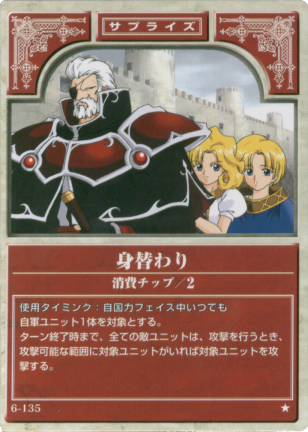 サプライズ
身替わり
消費チップ／2
使用タイミング：自国力フェイス中いつでも
自軍ユニット1体を対象とする。
ターン終了時まで、全ての敵ユニットは、攻撃を行うとき、
攻撃可能な範囲に対象ユニットがいれば対象ユニットを攻
撃する。
6-135
★